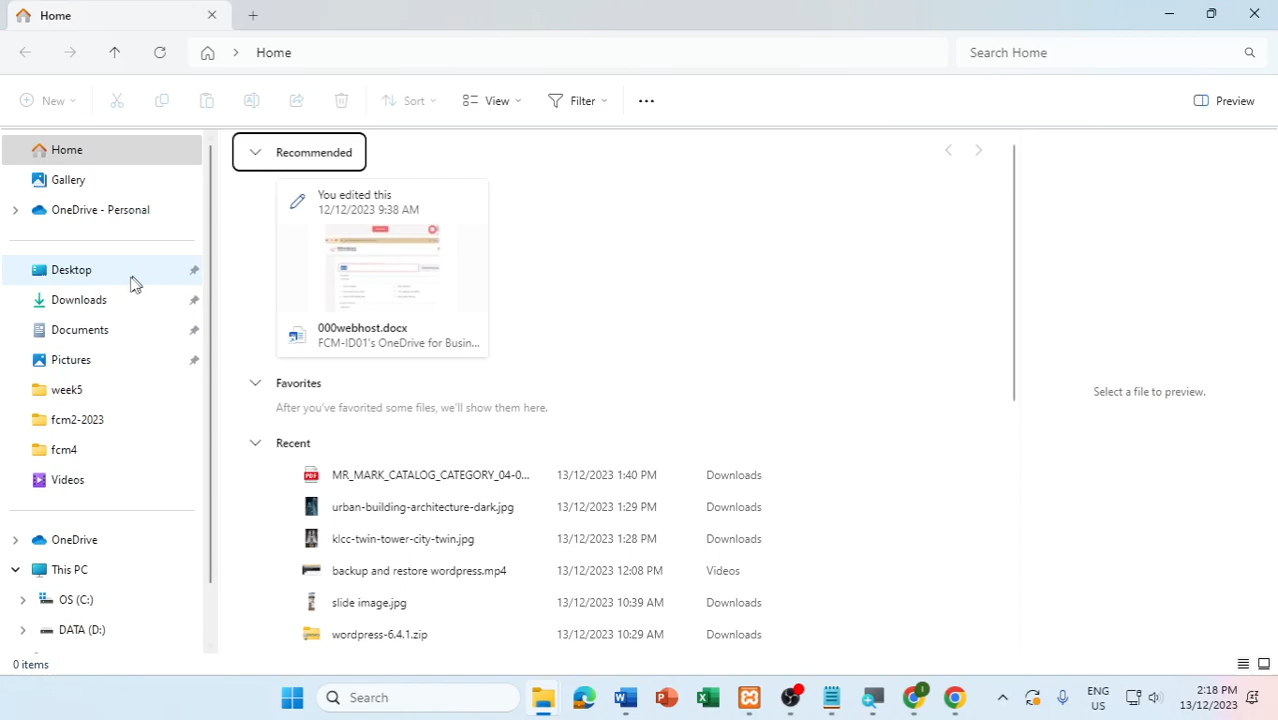 Home
Home
Search Home
New
Sort
View
Filter
Preview
Home
Gallery
OneDrive - Personal
Desktop
Downloads
Documents
Pictures
week5
fcm2-2023
fcm4
Videos
OneDrive
This PC
OS (C:)
DATA (D:)
0 items
Recommended
You edited this
12/12/2023 9:38 AM
000webhost.docx
FCM-ID01's OneDrive for Busin...
Favorites
After you've favorited some files, we'll show them here.
Recent
MR_MARK_CATALOG_CATEGORY_04-0... 13/12/2023 1:40 PM Downloads
urban-building-architecture-dark.jpg 13/12/2023 1:29 PM Downloads
klcc-twin-tower-city-twin.jpg 13/12/2023 1:28 PM Downloads
backup and restore wordpress.mp4 13/12/2023 12:08 PM Videos
slide image.jpg 13/12/2023 10:39 AM Downloads
wordpress-6.4.1.zip 13/12/2023 10:29 AM Downloads
Select a file to preview.
Search
ENG
US
2:18 PM
13/12/2023